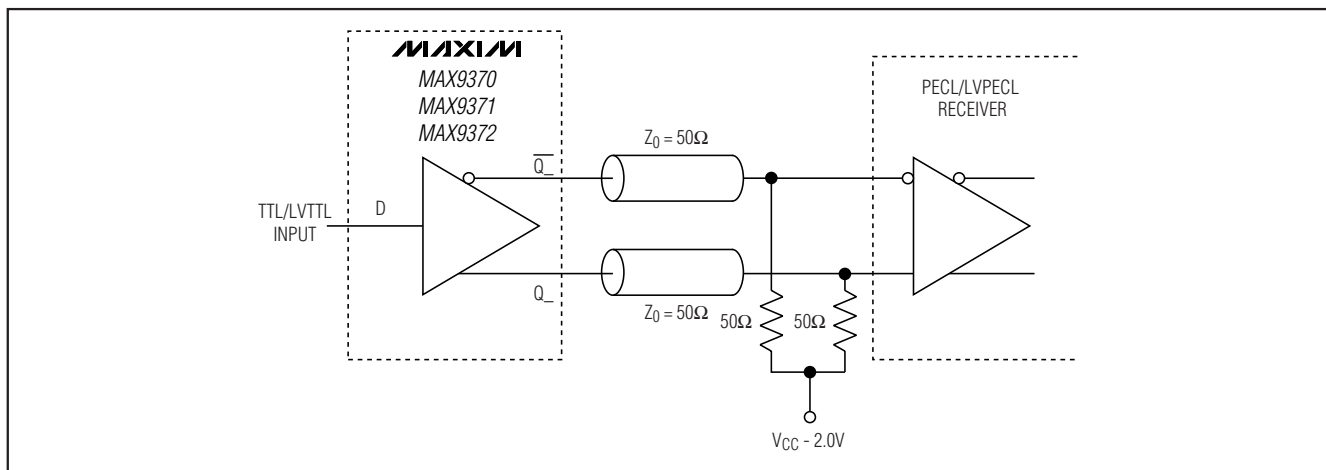 MAXIM
MAX9370
MAX9371
MAX9372
PECL/LVPECL
RECEIVER
Z0 = 50Ω
Q_
TTL/LVTTL
INPUT
D
Q_
Z0 = 50Ω
50Ω
50Ω
VCC - 2.0V